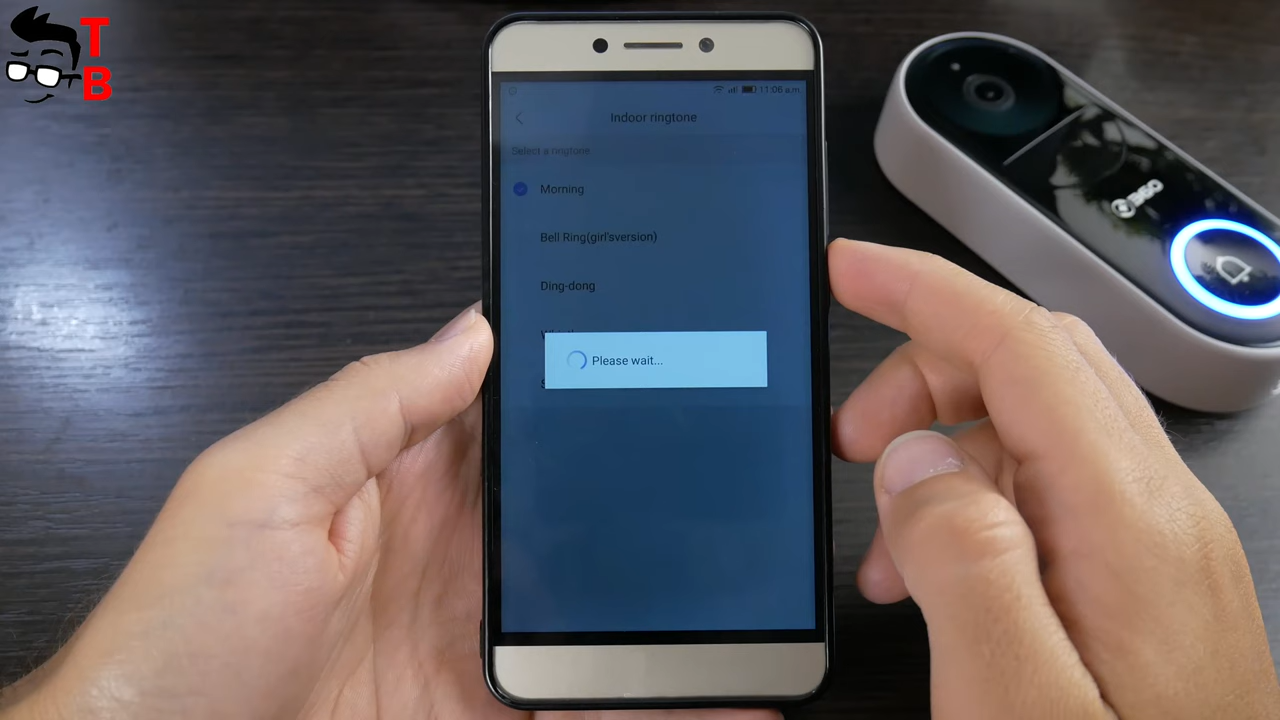 TB
11:06 a.m.
Indoor ringtone
Select a ringtone
Morning
Bell Ring(girl'sversion)
Ding-dong
Please wait...
360